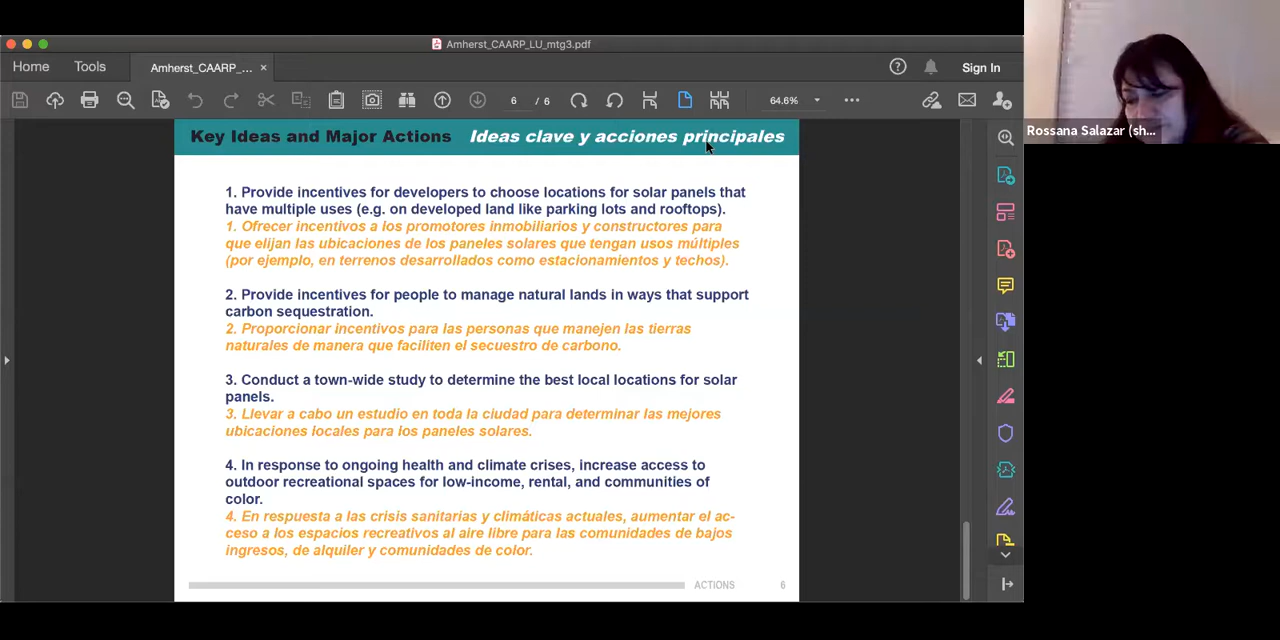 Amherst_CAARP_LU_mtg3.pdf
Home Tools Amherst_CAARP_... × Sign In
6 / 6 64.6%
Rossana Salazar (sh...
Key Ideas and Major Actions Ideas clave y acciones principales
1. Provide incentives for developers to choose locations for solar panels that
have multiple uses (e.g. on developed land like parking lots and rooftops).
1. Ofrecer incentivos a los promotores inmobiliarios y constructores para
que elijan las ubicaciones de los paneles solares que tengan usos múltiples
(por ejemplo, en terrenos desarrollados como estacionamientos y techos).
2. Provide incentives for people to manage natural lands in ways that support
carbon sequestration.
2. Proporcionar incentivos para las personas que manejen las tierras
naturales de manera que faciliten el secuestro de carbono.
3. Conduct a town-wide study to determine the best local locations for solar
panels.
3. Llevar a cabo un estudio en toda la ciudad para determinar las mejores
ubicaciones locales para los paneles solares.
4. In response to ongoing health and climate crises, increase access to
outdoor recreational spaces for low-income, rental, and communities of
color.
4. En respuesta a las crisis sanitarias y climáticas actuales, aumentar el ac-
ceso a los espacios recreativos al aire libre para las comunidades de bajos
ingresos, de alquiler y comunidades de color.
ACTIONS 6